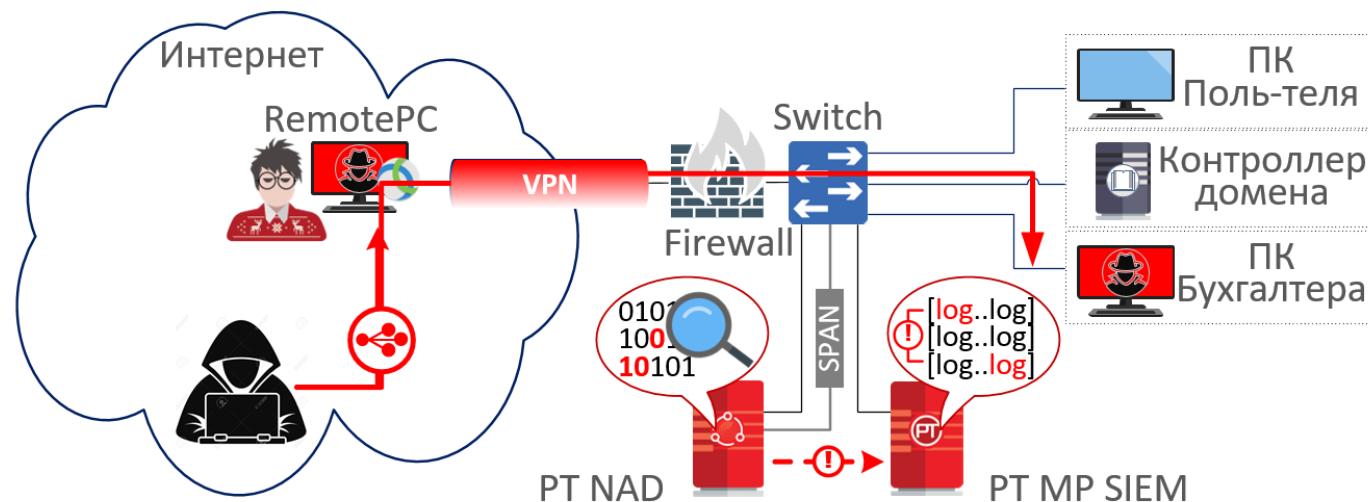 Интернет
RemotePC
VPN
Firewall
Switch
ПК
Поль-теля
Контроллер
домена
ПК
Бухгалтера
SPAN
0101
1001
10101
[log..log]
[log..log]
[log..log]
PT
PT NAD
PT MP SIEM